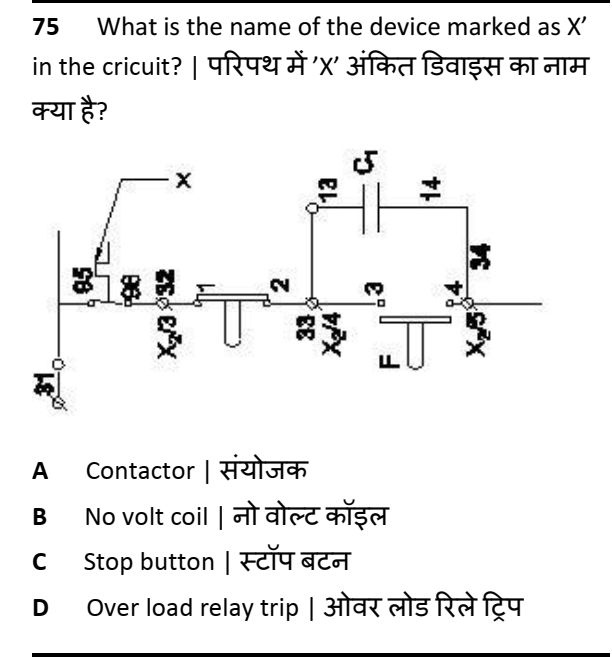 75 What is the name of the device marked as X’
in the cricuit? | परिपथ में ’X’ अंकित डिवाइस का नाम
क्या है?
X
13
C1
14
95
96
32
1
2
3
4
34
X2/3
33
X2/4
F
X2/5
31
A Contactor | संयोजक
B No volt coil | नो वोल्ट कॉइल
C Stop button | स्टॉप बटन
D Over load relay trip | ओवर लोड रिले ट्रिप